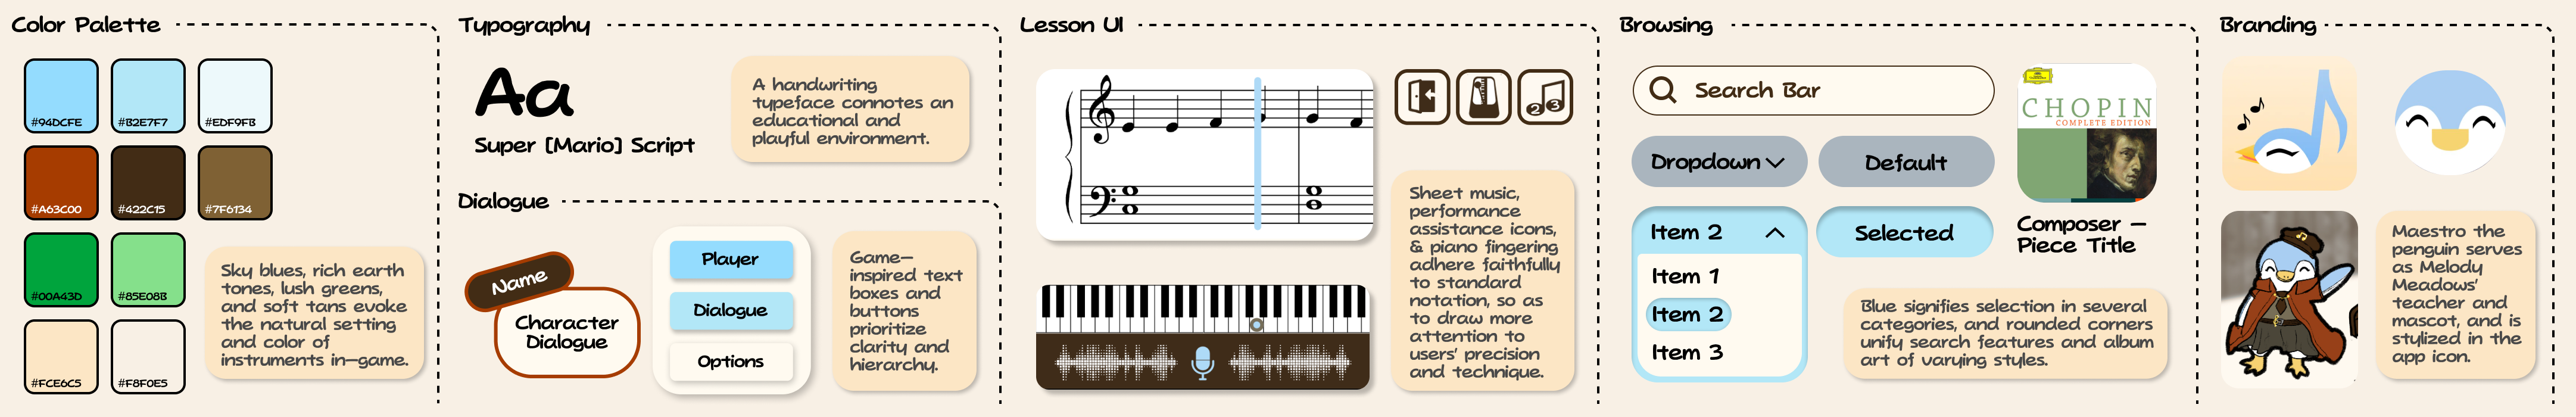 Color Palette
#94DCFE
#B2E7F7
#EDF9FB
#A63C00
#422C15
#7F6134
#00A43D
#85E08B
#FCE6C5
#F8F0E5
Sky blues, rich earth
tones, lush greens,
and soft tans evoke
the natural setting
and color of
instruments in-game.
Typography
Aa
Super [Mario] Script
A handwriting
typeface connotes an
educational and
playful environment.
Dialogue
Name
Character
Dialogue
Player
Dialogue
Options
Game-
inspired text
boxes and
buttons
prioritize
clarity and
hierarchy.
Lesson UI
2 3
Sheet music,
performance
assistance icons,
& piano fingering
adhere faithfully
to standard
notation, so as
to draw more
attention to
users' precision
and technique.
Browsing
Search Bar
Dropdown
Default
Item 2
Selected
Item 1
Item 2
Item 3
CHOPIN
COMPLETE EDITION
Composer -
Piece Title
Blue signifies selection in several
categories, and rounded corners
unify search features and album
art of varying styles.
Branding
Maestro the
penguin serves
as Melody
Meadows'
teacher and
mascot, and is
stylized in the
app icon.